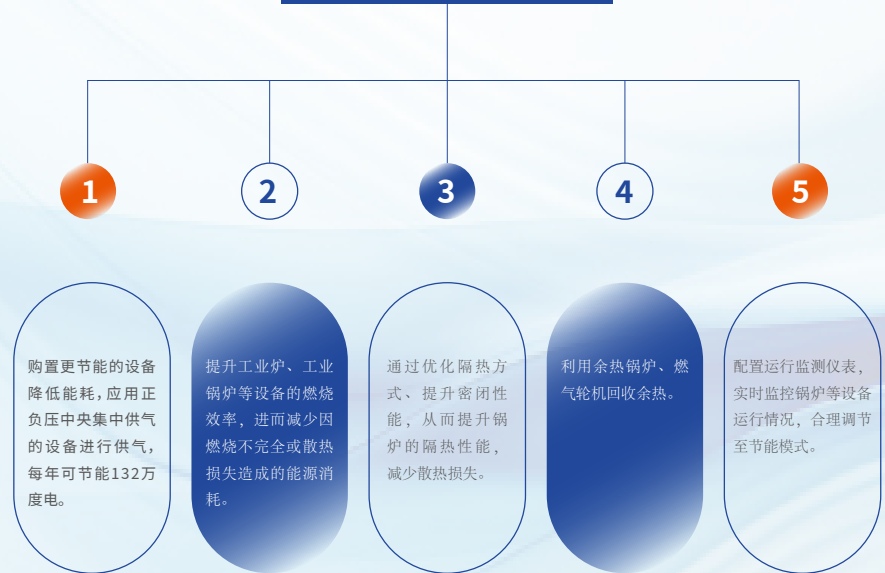 1
2
3
4
5
购置更节能的设备
降低能耗，应用正
负压中央集中供气
的设备进行供气，
每年可节能132万
度电。
提升工业炉、工业
锅炉等设备的燃烧
效率，进而减少因
燃烧不完全或散热
损失造成的能源消
耗。
通过优化隔热方
式、提升密闭性
能，从而提升锅
炉的隔热性能，
减少散热损失。
利用余热锅炉、燃
气轮机回收余热。
配置运行监测仪表，
实时监控锅炉等设备
运行情况，合理调节
至节能模式。